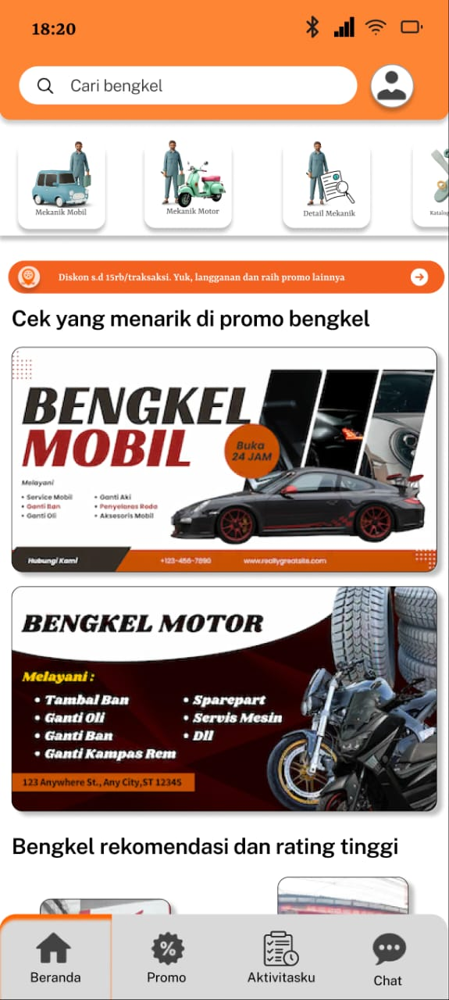 18:20
Cari bengkel
Mekanik Mobil
Mekanik Motor
Detail Mekanik
Katalog
Diskon s.d 15rb/traksaksi. Yuk, langganan dan raih promo lainnya
Cek yang menarik di promo bengkel
BENGKEL
MOBIL
Buka
24 JAM
Melayani
• Service Mobil
• Ganti Ban
• Ganti Oli
• Ganti Aki
• Penyelaras Roda
• Aksesoris Mobil
Hubungi Kami
+123-456-7890
www.reallygreatsite.com
BENGKEL MOTOR
Melayani :
• Tambal Ban
• Ganti Oli
• Ganti Ban
• Ganti Kampas Rem
• Sparepart
• Servis Mesin
• Dll
123 Anywhere St., Any City,ST 12345
Bengkel rekomendasi dan rating tinggi
Beranda
Promo
Aktivitasku
Chat